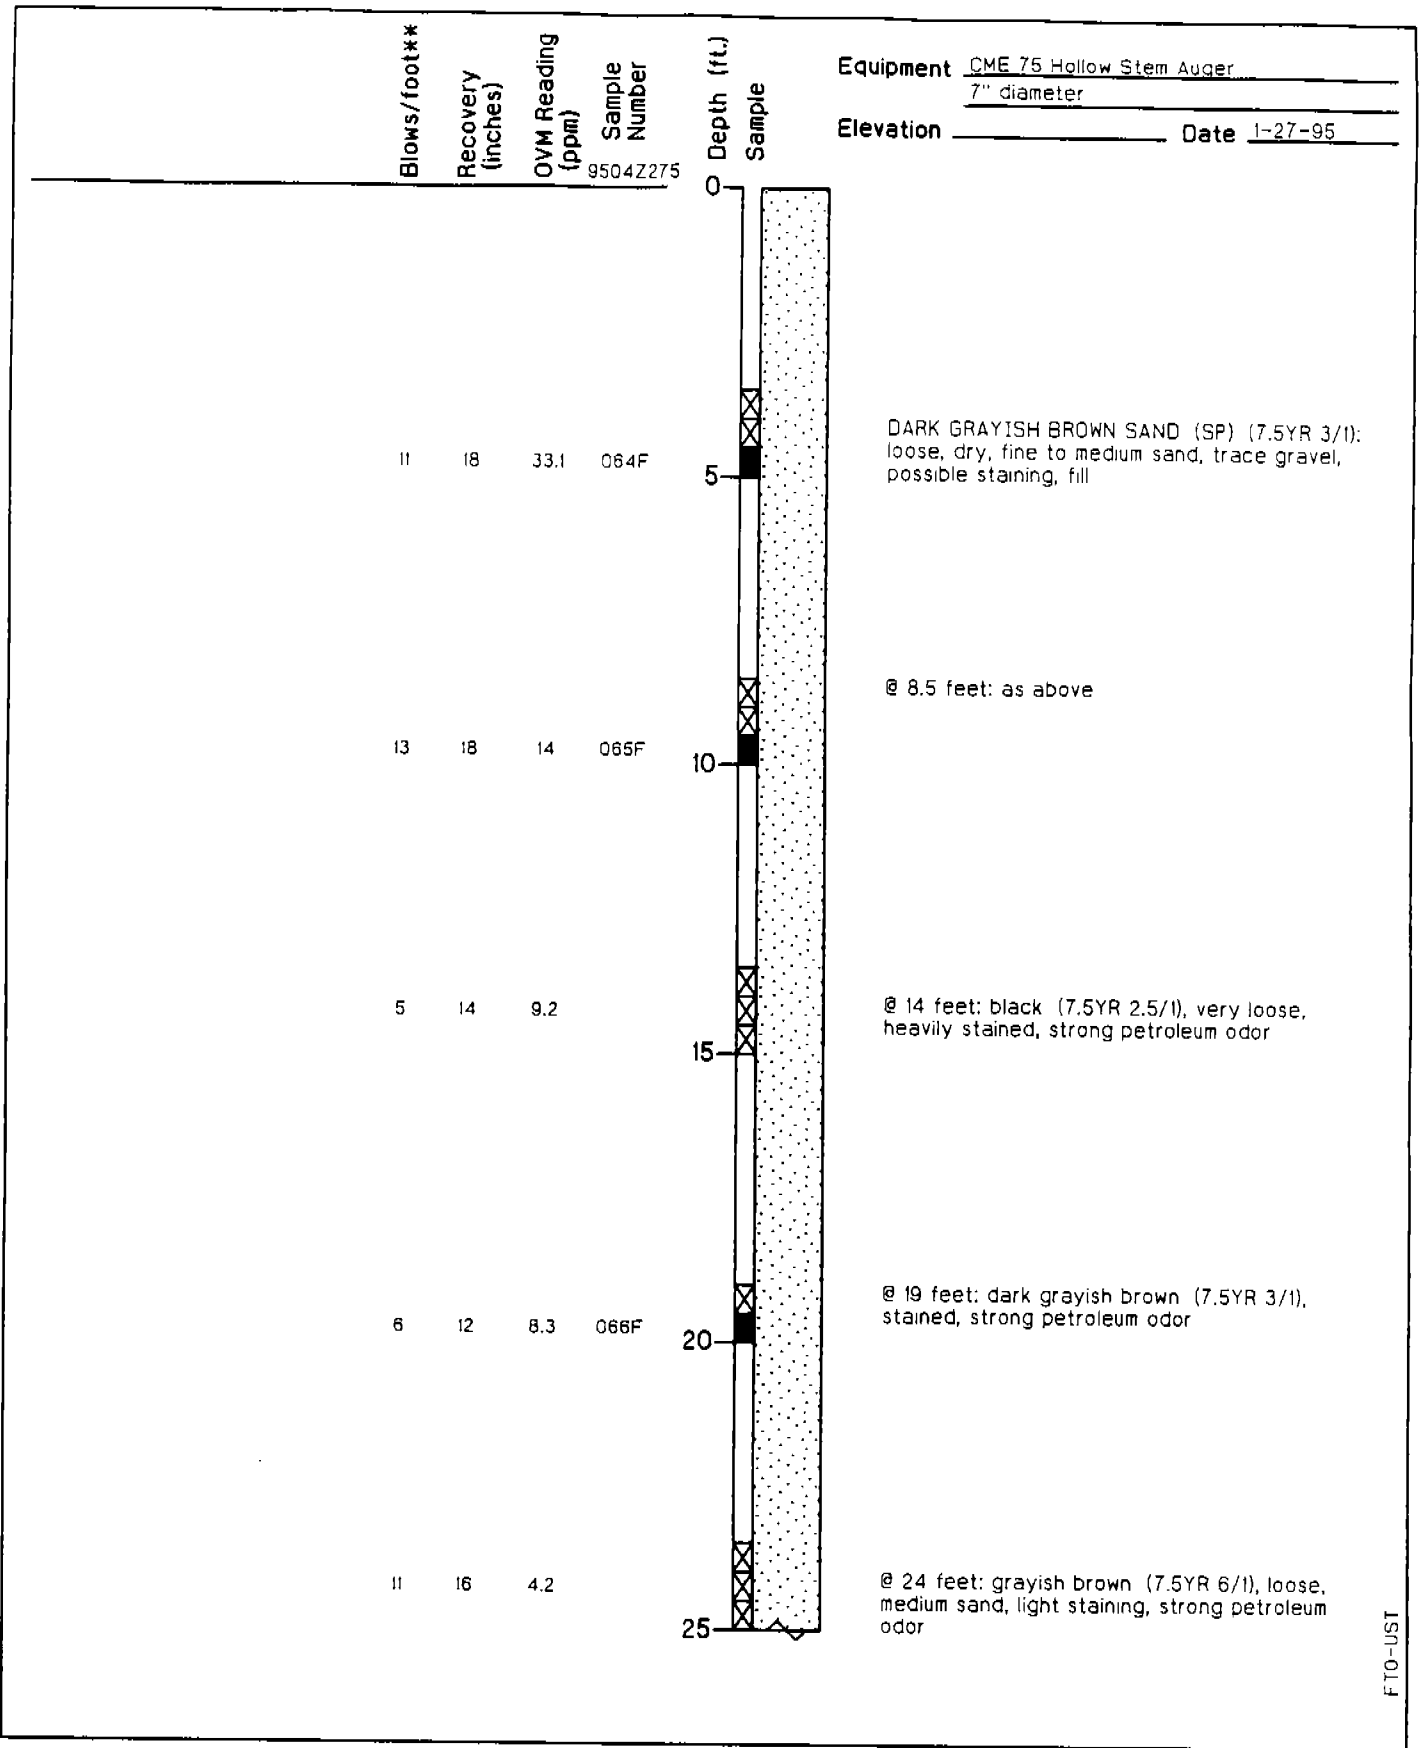 Blows/foot**
Recovery
(inches)
OVM Reading
(ppm)
Sample
Number
9504Z275
Depth (ft.)
Sample
Equipment CME 75 Hollow Stem Auger
7" diameter
Elevation
Date 1-27-95
0
DARK GRAYISH BROWN SAND (SP) (7.5YR 3/1):
loose, dry, fine to medium sand, trace gravel,
possible staining, fill
11 18 33.1 064F
5
@ 8.5 feet: as above
13 18 14 065F
10
@ 14 feet: black (7.5YR 2.5/1), very loose,
heavily stained, strong petroleum odor
5 14 9.2
15
@ 19 feet: dark grayish brown (7.5YR 3/1),
stained, strong petroleum odor
6 12 8.3 066F
20
@ 24 feet: grayish brown (7.5YR 6/1), loose,
medium sand, light staining, strong petroleum
odor
11 16 4.2
25
FTO-UST